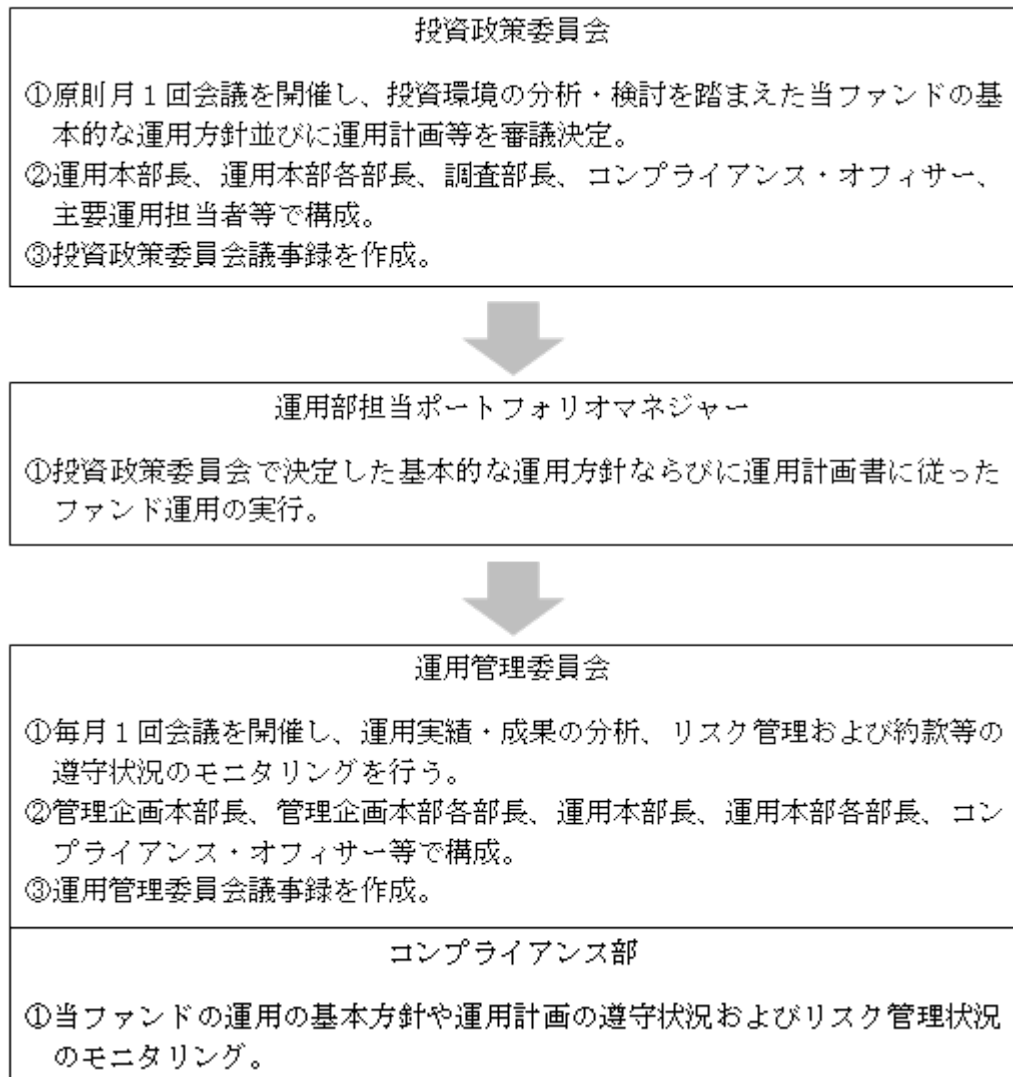 投資政策委員会
①原則月１回会議を開催し、投資環境の分析・検討を踏まえた当ファンドの基
本的な運用方針並びに運用計画等を審議決定。
②運用本部長、運用本部各部長、調査部長、コンプライアンス・オフィサー、
主要運用担当者等で構成。
③投資政策委員会議事録を作成。
運用部担当ポートフォリオマネジャー
①投資政策委員会で決定した基本的な運用方針ならびに運用計画書に従った
ファンド運用の実行。
運用管理委員会
①毎月１回会議を開催し、運用実績・成果の分析、リスク管理および約款等の
遵守状況のモニタリングを行う。
②管理企画本部長、管理企画本部各部長、運用本部長、運用本部各部長、コン
プライアンス・オフィサー等で構成。
③運用管理委員会議事録を作成。
コンプライアンス部
①当ファンドの運用の基本方針や運用計画の遵守状況およびリスク管理状況
のモニタリング。